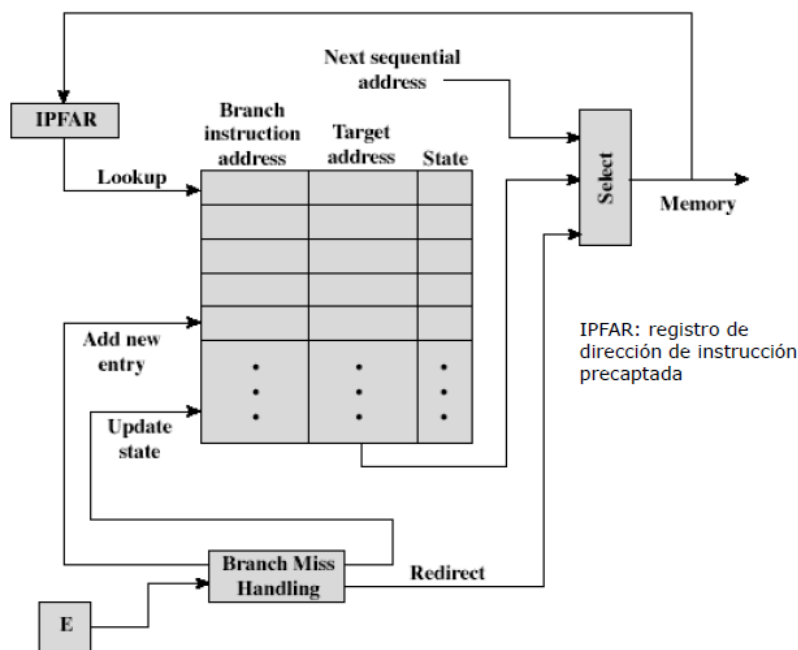 Next sequential
address
IPFAR
Branch
instruction
address
Target
address
State
Lookup
Select
Memory
Add new
entry
IPFAR: registro de
dirección de instrucción
precaptada
Update
state
Branch Miss
Handling
Redirect
E